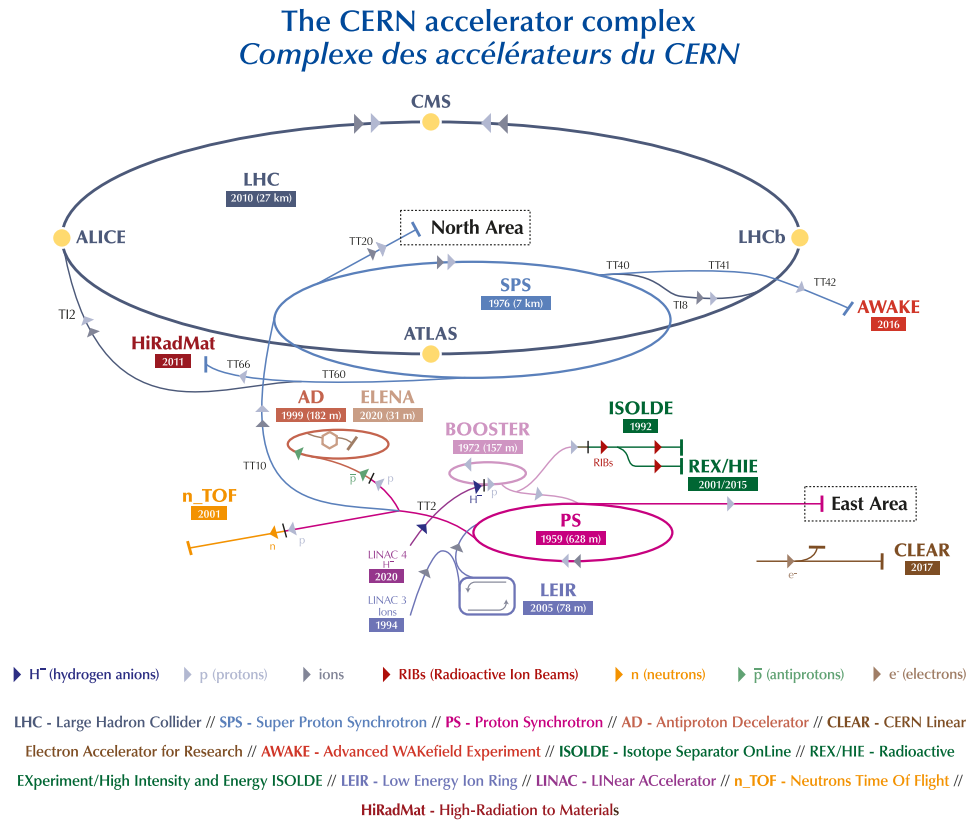 The CERN accelerator complex
Complexe des accélérateurs du CERN
CMS
LHC
2010 (27 km)
ALICE
North Area
LHCb
TT20
TT40
TT41
SPS
1976 (7 km)
TT42
TI8
TI2
AWAKE
2016
ATLAS
HiRadMat
2011
TT66
TT60
AD
1999 (182 m)
ELENA
2020 (31 m)
ISOLDE
1992
BOOSTER
1972 (157 m)
RIBs
REX/HIE
2001/2015
TT10
p̅
p
H⁻
p
n_TOF
2001
TT2
East Area
PS
1959 (628 m)
n
p
LINAC 4
H⁻
2020
CLEAR
2017
e⁻
LEIR
2005 (78 m)
LINAC 3
Ions
1994
H⁻ (hydrogen anions)
p (protons)
ions
RIBs (Radioactive Ion Beams)
n (neutrons)
p̅ (antiprotons)
e⁻ (electrons)
LHC - Large Hadron Collider // SPS - Super Proton Synchrotron // PS - Proton Synchrotron // AD - Antiproton Decelerator // CLEAR - CERN Linear
Electron Accelerator for Research // AWAKE - Advanced WAKefield Experiment // ISOLDE - Isotope Separator OnLine // REX/HIE - Radioactive
EXperiment/High Intensity and Energy ISOLDE // LEIR - Low Energy Ion Ring // LINAC - LINear ACcelerator // n_TOF - Neutrons Time Of Flight //
HiRadMat - High-Radiation to Materials